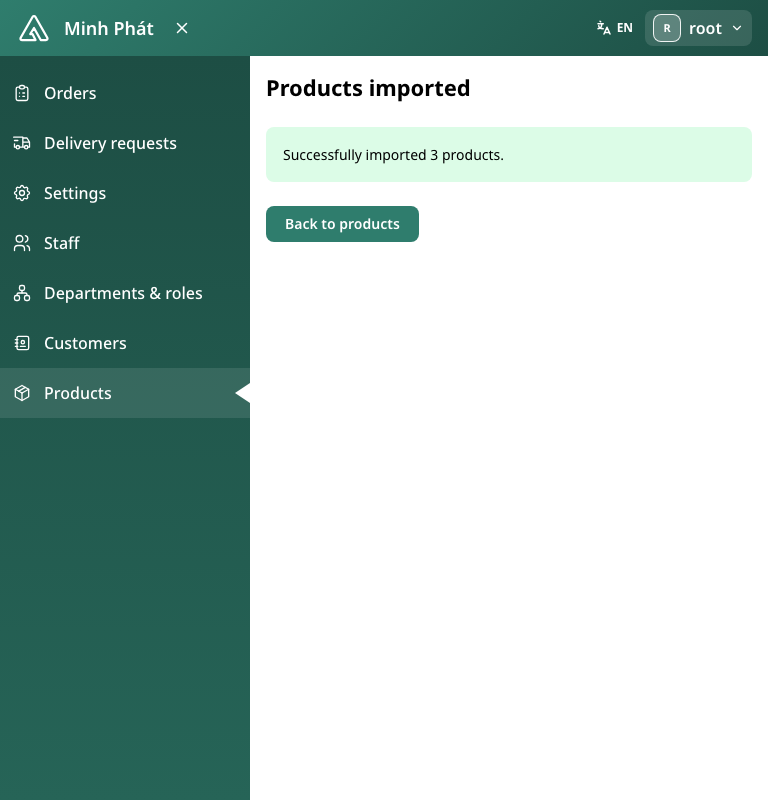 Minh Phát
EN
R
root
Orders
Delivery requests
Settings
Staff
Departments & roles
Customers
Products
Products imported
Successfully imported 3 products.
Back to products